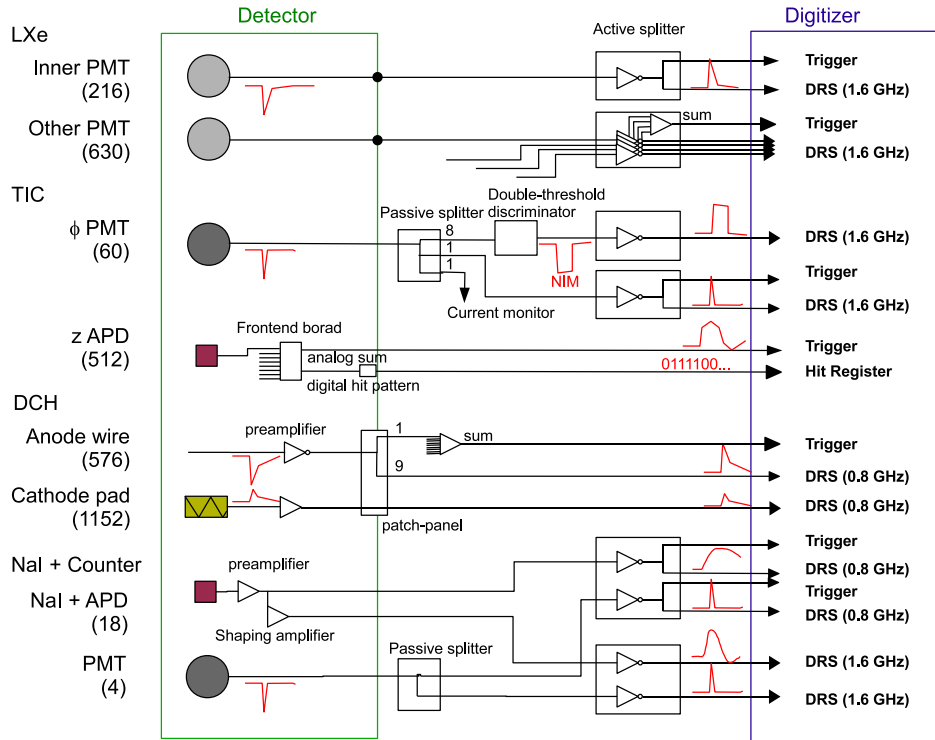 Detector
Digitizer
LXe
Active splitter
Inner PMT
(216)
Trigger
DRS (1.6 GHz)
Other PMT
(630)
sum
Trigger
DRS (1.6 GHz)
TIC
Double-threshold
discriminator
Passive splitter
φ PMT
(60)
8
1
1
NIM
Current monitor
DRS (1.6 GHz)
Trigger
DRS (1.6 GHz)
z APD
(512)
Frontend borad
analog sum
digital hit pattern
0111100...
Trigger
Hit Register
DCH
Anode wire
(576)
preamplifier
1
9
sum
Trigger
DRS (0.8 GHz)
Cathode pad
(1152)
patch-panel
DRS (0.8 GHz)
NaI + Counter
NaI + APD
(18)
preamplifier
Shaping amplifier
Trigger
DRS (0.8 GHz)
Trigger
DRS (0.8 GHz)
PMT
(4)
Passive splitter
DRS (1.6 GHz)
DRS (1.6 GHz)